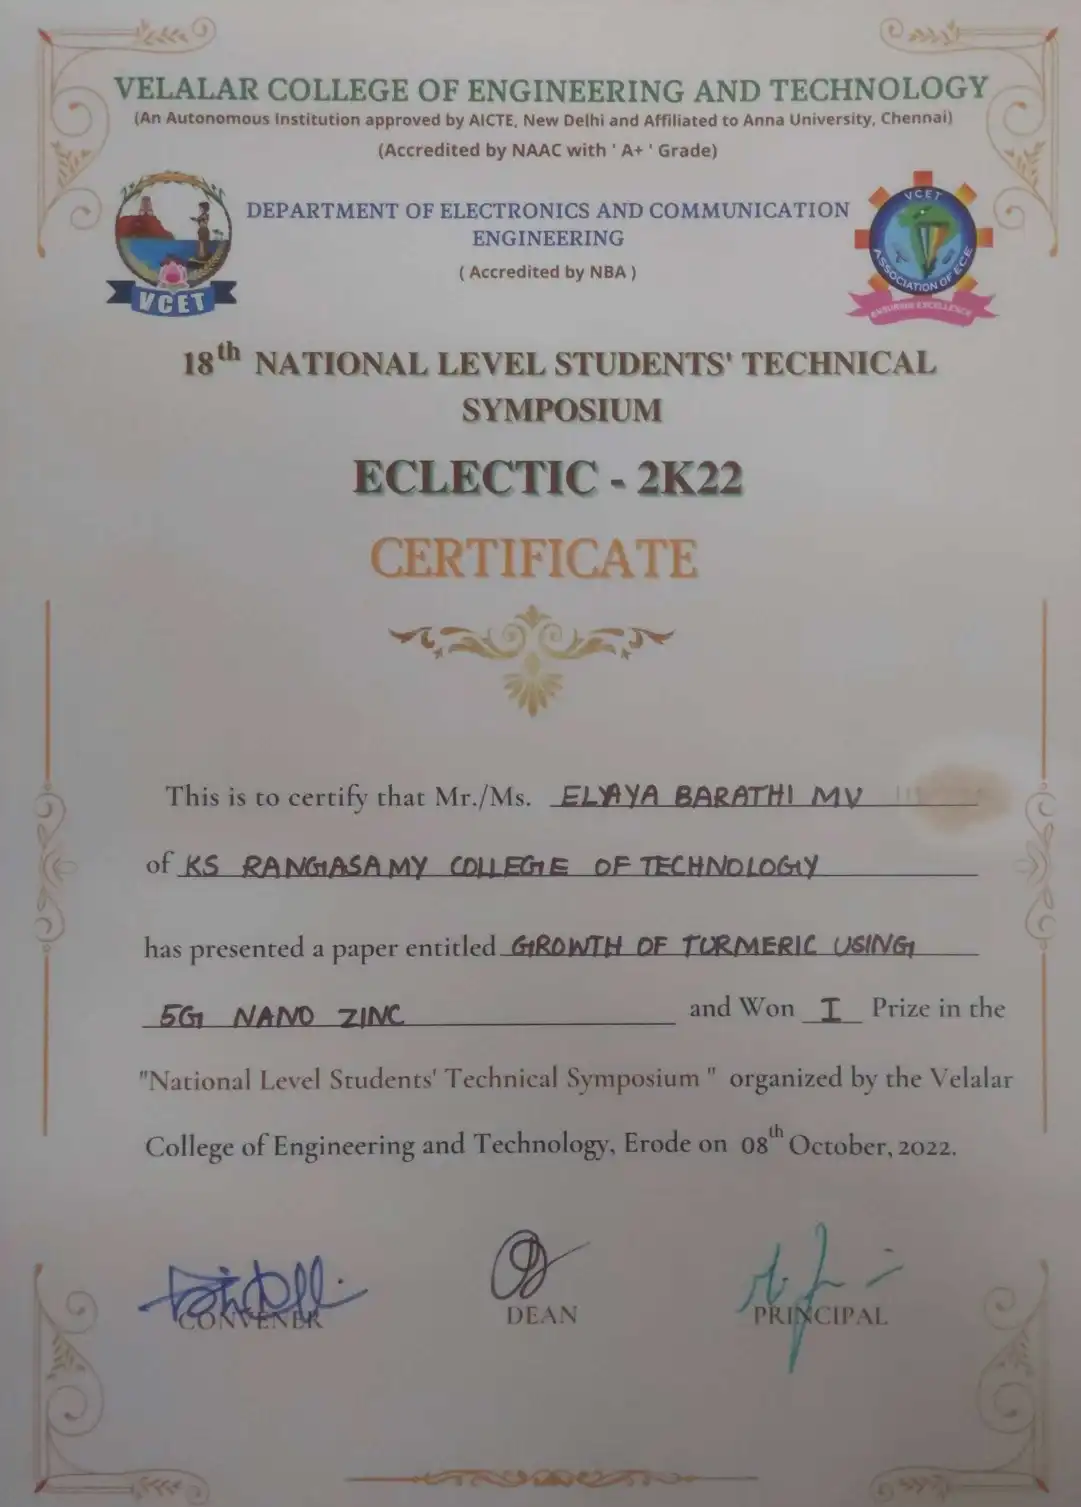 VELALAR COLLEGE OF ENGINEERING AND TECHNOLOGY
(An Autonomous Institution approved by AICTE, New Delhi and Affiliated to Anna University, Chennai)
(Accredited by NAAC with ' A+ ' Grade)
DEPARTMENT OF ELECTRONICS AND COMMUNICATION
ENGINEERING
( Accredited by NBA )
VCET
VCET
ASSOCIATION OF ECE
ENSURING EXCELLENCE
18th NATIONAL LEVEL STUDENTS' TECHNICAL
SYMPOSIUM
ECLECTIC - 2K22
CERTIFICATE
This is to certify that Mr./Ms. ELYAYA BARATHI MV
of KS RANGASAMY COLLEGE OF TECHNOLOGY
has presented a paper entitled GROWTH OF TURMERIC USING
5G NANO ZINC and Won I Prize in the
"National Level Students' Technical Symposium " organized by the Velalar
College of Engineering and Technology, Erode on 08th October, 2022.
CONVENER DEAN PRINCIPAL